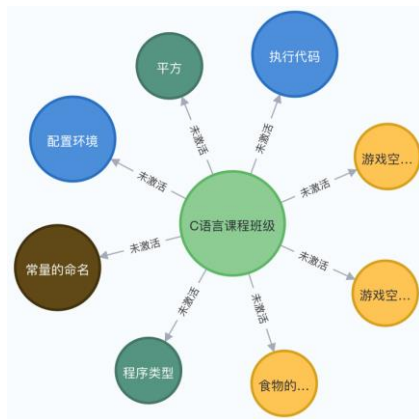 平方
执行代码
未激活
未激活
配置环境
未激活
未激活
游戏空...
C语言课程班级
常量的命名
未激活
未激活
游戏空...
未激活
未激活
程序类型
食物的...